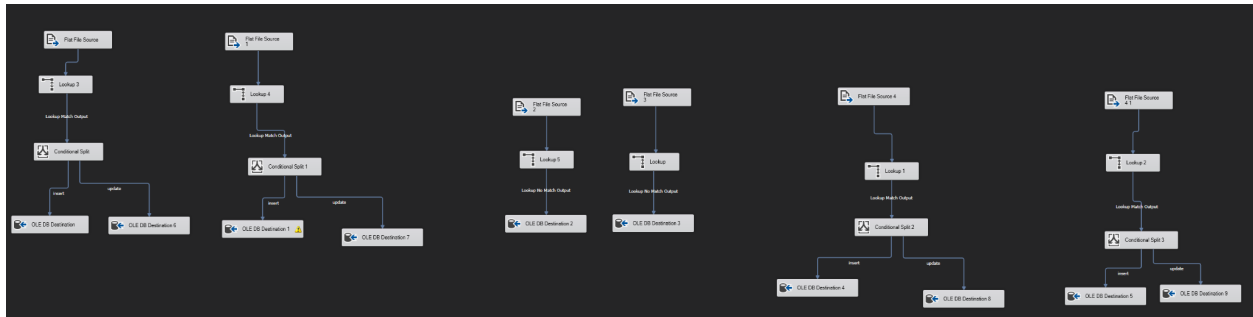 Flat File Source
Lookup 3
Lookup Match Output
Conditional Split
insert
update
OLE DB Destination
OLE DB Destination 6
Flat File Source
1
Lookup 4
Lookup Match Output
Conditional Split 1
insert
update
OLE DB Destination 1
OLE DB Destination 7
Flat File Source
2
Lookup 5
Lookup No Match Output
OLE DB Destination 2
Flat File Source
3
Lookup
Lookup No Match Output
OLE DB Destination 3
Flat File Source 4
Lookup 1
Lookup Match Output
Conditional Split 2
insert
update
OLE DB Destination 4
OLE DB Destination 8
Flat File Source
4 1
Lookup 2
Lookup Match Output
Conditional Split 3
insert
update
OLE DB Destination 5
OLE DB Destination 9